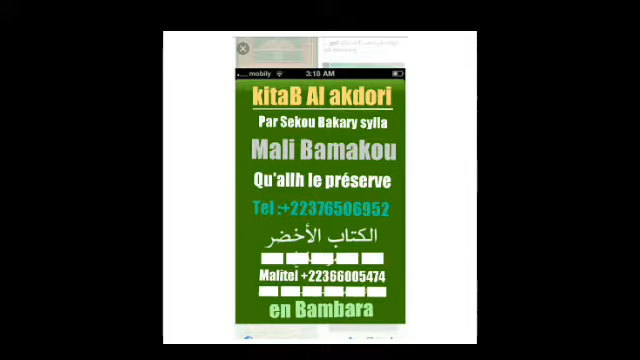 mobily 3:18 AM
kitaB Al akdori
Par Sekou Bakary sylla
Mali Bamakou
Qu'allh le préserve
Tel :+22376506952
الكتاب الأخضر
Malitel +22366005474
en Bambara